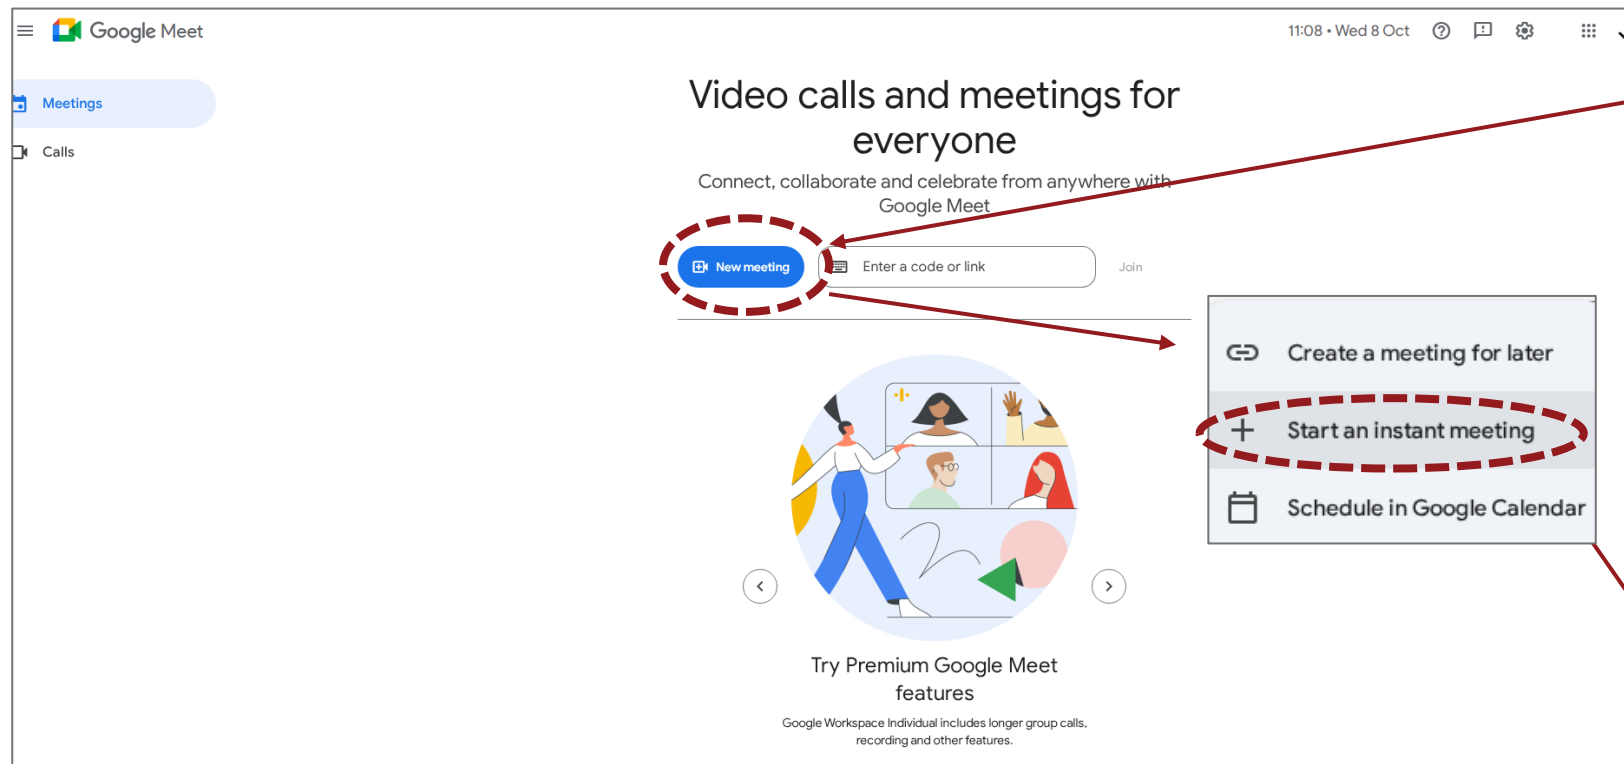 Google Meet
11:08 • Wed 8 Oct
Meetings
Calls
Video calls and meetings for
everyone
Connect, collaborate and celebrate from anywhere with
Google Meet
New meeting
Enter a code or link
Join
Create a meeting for later
Start an instant meeting
Schedule in Google Calendar
Try Premium Google Meet
features
Google Workspace Individual includes longer group calls,
recording and other features.